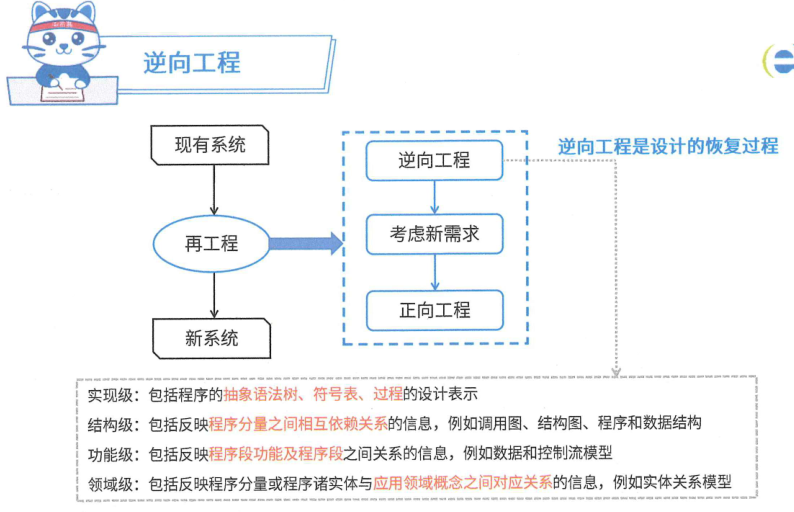 逆向工程
现有系统
再工程
新系统
逆向工程
考虑新需求
正向工程
逆向工程是设计的恢复过程
实现级：包括程序的抽象语法树、符号表、过程的设计表示
结构级：包括反映程序分量之间相互依赖关系的信息，例如调用图、结构图、程序和数据结构
功能级：包括反映程序段功能及程序段之间关系的信息，例如数据和控制流模型
领域级：包括反映程序分量或程序诸实体与应用领域概念之间对应关系的信息，例如实体关系模型